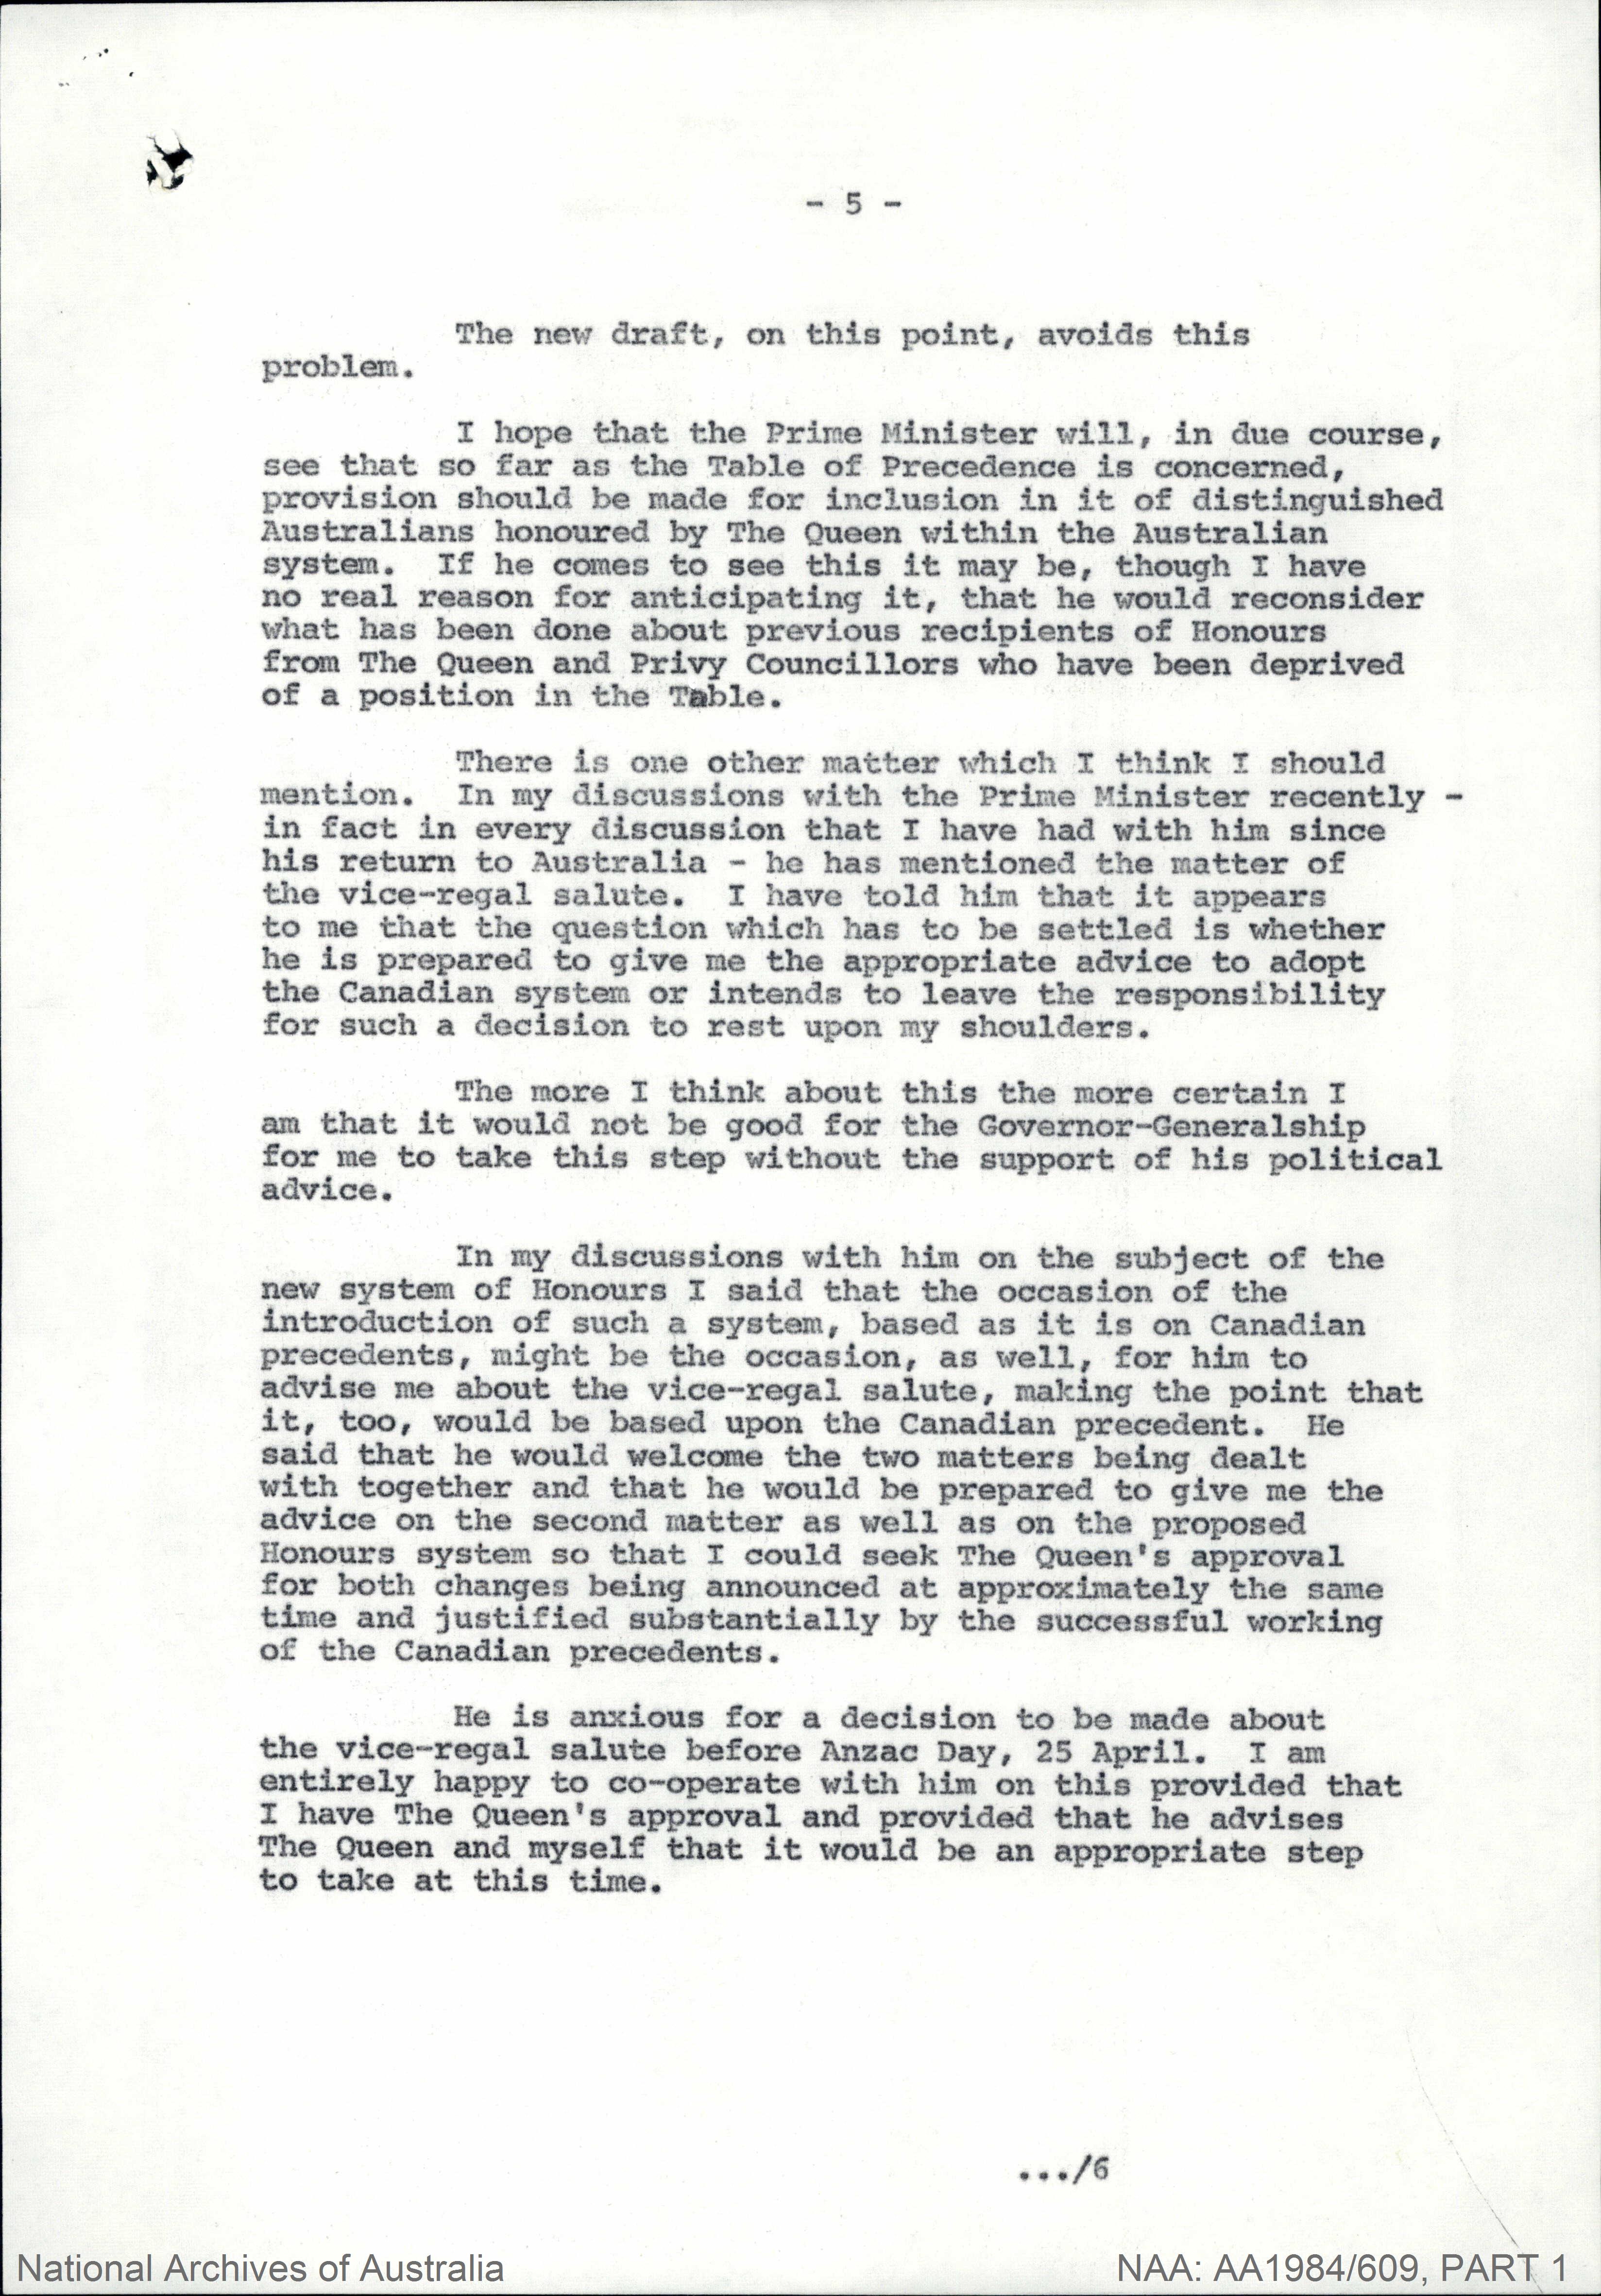 - 5 -
The new draft, on this point, avoids this
problem.
I hope that the Prime Minister will, in due course,
see that so far as the Table of Precedence is concerned,
provision should be made for inclusion in it of distinguished
Australians honoured by The Queen within the Australian
system. If he comes to see this it may be, though I have
no real reason for anticipating it, that he would reconsider
what has been done about previous recipients of Honours
from The Queen and Privy Councillors who have been deprived
of a position in the Table.
There is one other matter which I think I should
mention. In my discussions with the Prime Minister recently -
in fact in every discussion that I have had with him since
his return to Australia - he has mentioned the matter of
the vice-regal salute. I have told him that it appears
to me that the question which has to be settled is whether
he is prepared to give me the appropriate advice to adopt
the Canadian system or intends to leave the responsibility
for such a decision to rest upon my shoulders.
The more I think about this the more certain I
am that it would not be good for the Governor-Generalship
for me to take this step without the support of his political
advice.
In my discussions with him on the subject of the
new system of Honours I said that the occasion of the
introduction of such a system, based as it is on Canadian
precedents, might be the occasion, as well, for him to
advise me about the vice-regal salute, making the point that
it, too, would be based upon the Canadian precedent. He
said that he would welcome the two matters being dealt
with together and that he would be prepared to give me the
advice on the second matter as well as on the proposed
Honours system so that I could seek The Queen's approval
for both changes being announced at approximately the same
time and justified substantially by the successful working
of the Canadian precedents.
He is anxious for a decision to be made about
the vice-regal salute before Anzac Day, 25 April. I am
entirely happy to co-operate with him on this provided that
I have The Queen's approval and provided that he advises
The Queen and myself that it would be an appropriate step
to take at this time.
.../6
National Archives of Australia
NAA: AA1984/609, PART 1